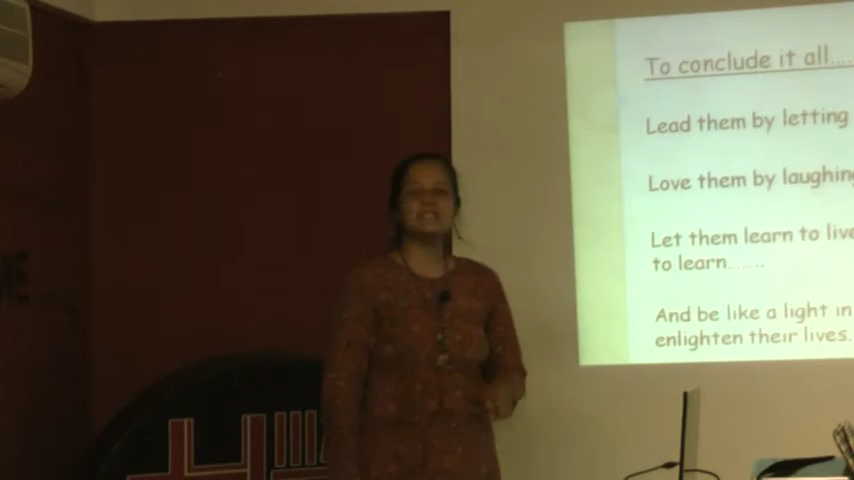 To conclude it all....
Lead them by letting
Love them by laughing
Let them learn to live
to learn........
And be like a light in
enlighten their lives.